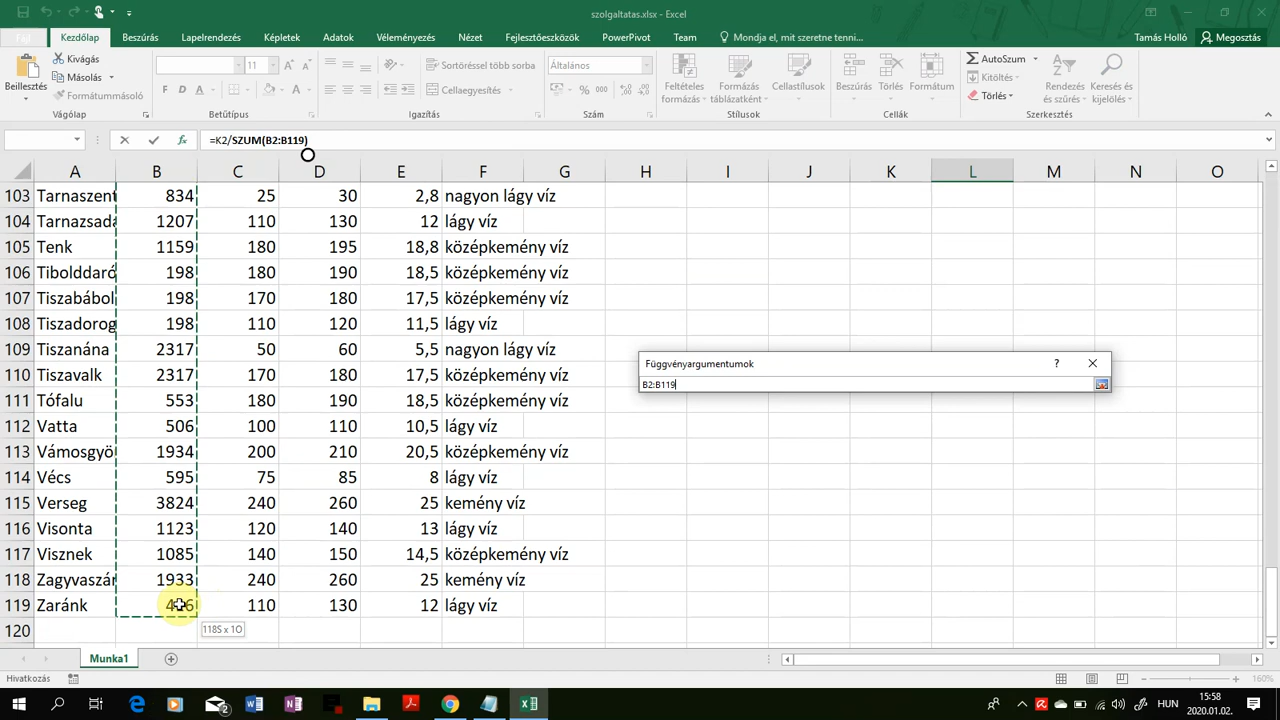 szolgaltatas.xlsx - Excel
Fájl Kezdőlap Beszúrás Lapelrendezés Képletek Adatok Véleményezés Nézet Fejlesztőeszközök PowerPivot Team Mondja el, mit szeretne tenni... Tamás Holló Megosztás
Beillesztés
Kivágás
Másolás
Formátummásoló
Vágólap
11
F D A
Betűtípus
Sortöréssel több sorba
Cellaegyesítés
Igazítás
Általános
% 000
Szám
Feltételes formázás
Formázás táblázatként
Cellastílusok
Stílusok
Beszúrás Törlés Formátum
Cellák
AutoSzum
Kitöltés
Törlés
Rendezés és szűrés
Keresés és kijelölés
Szerkesztés
fx =K2/SZUM(B2:B119)
A B C D E F G H I J K L M N O
103 Tarnaszent 834 25 30 2,8 nagyon lágy víz
104 Tarnazsadá 1207 110 130 12 lágy víz
105 Tenk 1159 180 195 18,8 középkemény víz
106 Tibolddaró 198 180 190 18,5 középkemény víz
107 Tiszabábol 198 170 180 17,5 középkemény víz
108 Tiszadorog 198 110 120 11,5 lágy víz
109 Tiszanána 2317 50 60 5,5 nagyon lágy víz
110 Tiszavalk 2317 170 180 17,5 középkemény víz
111 Tófalu 553 180 190 18,5 középkemény víz
112 Vatta 506 100 110 10,5 lágy víz
113 Vámosgyö 1934 200 210 20,5 középkemény víz
114 Vécs 595 75 85 8 lágy víz
115 Verseg 3824 240 260 25 kemény víz
116 Visonta 1123 120 140 13 lágy víz
117 Visznek 1085 140 150 14,5 középkemény víz
118 Zagyvaszán 1933 240 260 25 kemény víz
119 Zaránk 110 130 12 lágy víz
120
118S x 1O
Függvényargumentumok ?
B2:B119
Munka1
Hivatkozás
160%
HUN
15:58
2020.01.02.